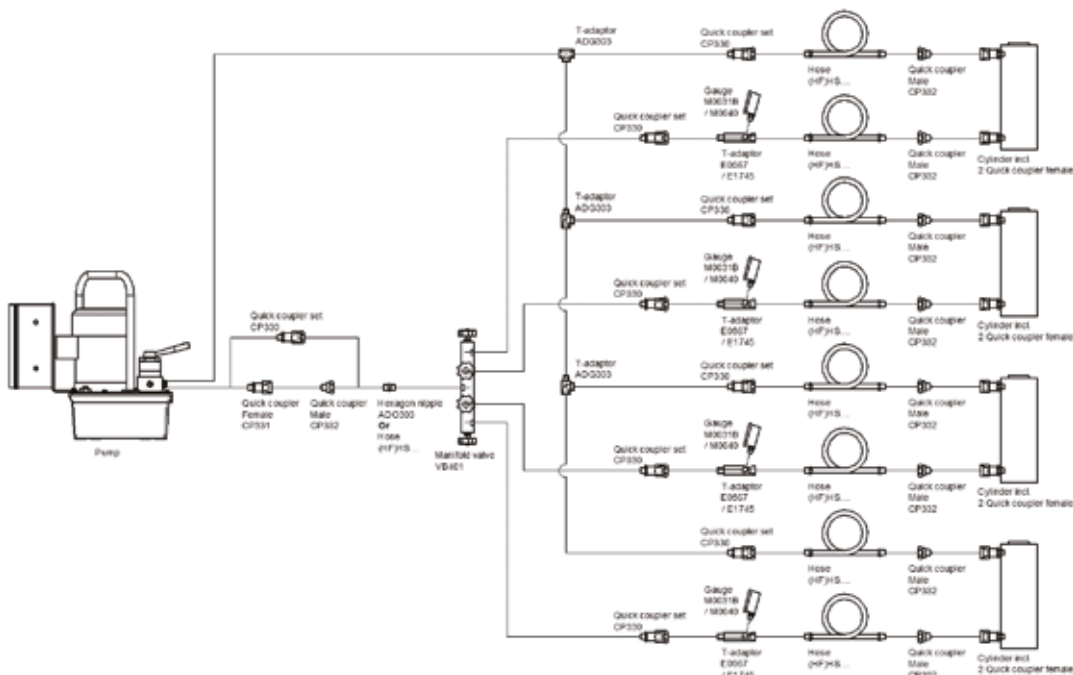 T-adaptor
ADG303
Quick coupler set
CP330
Hose
(HF)HS...
Quick coupler
Male
CP332
Gauge
M0031B
/ M0040
Quick coupler set
CP330
T-adaptor
E0667
/ E1745
Hose
(HF)HS...
Quick coupler
Male
CP332
Cylinder incl.
2 Quick coupler female
T-adaptor
ADG303
Quick coupler set
CP330
Hose
(HF)HS...
Quick coupler
Male
CP332
Gauge
M0031B
/ M0040
Quick coupler set
CP330
T-adaptor
E0667
/ E1745
Hose
(HF)HS...
Quick coupler
Male
CP332
Cylinder incl.
2 Quick coupler female
Quick coupler set
CP330
Quick coupler
Female
CP331
Quick coupler
Male
CP332
Hexagon nipple
ADG300
Or
Hose
(HF)HS...
Manifold valve
VB401
Pump
T-adaptor
ADG303
Quick coupler set
CP330
Hose
(HF)HS...
Quick coupler
Male
CP332
Gauge
M0031B
/ M0040
Quick coupler set
CP330
T-adaptor
E0667
/ E1745
Hose
(HF)HS...
Quick coupler
Male
CP332
Cylinder incl.
2 Quick coupler female
Quick coupler set
CP330
Hose
(HF)HS...
Quick coupler
Male
CP332
Gauge
M0031B
/ M0040
Quick coupler set
CP330
T-adaptor
E0667
/ E1745
Hose
(HF)HS...
Quick coupler
Male
CP332
Cylinder incl.
2 Quick coupler female